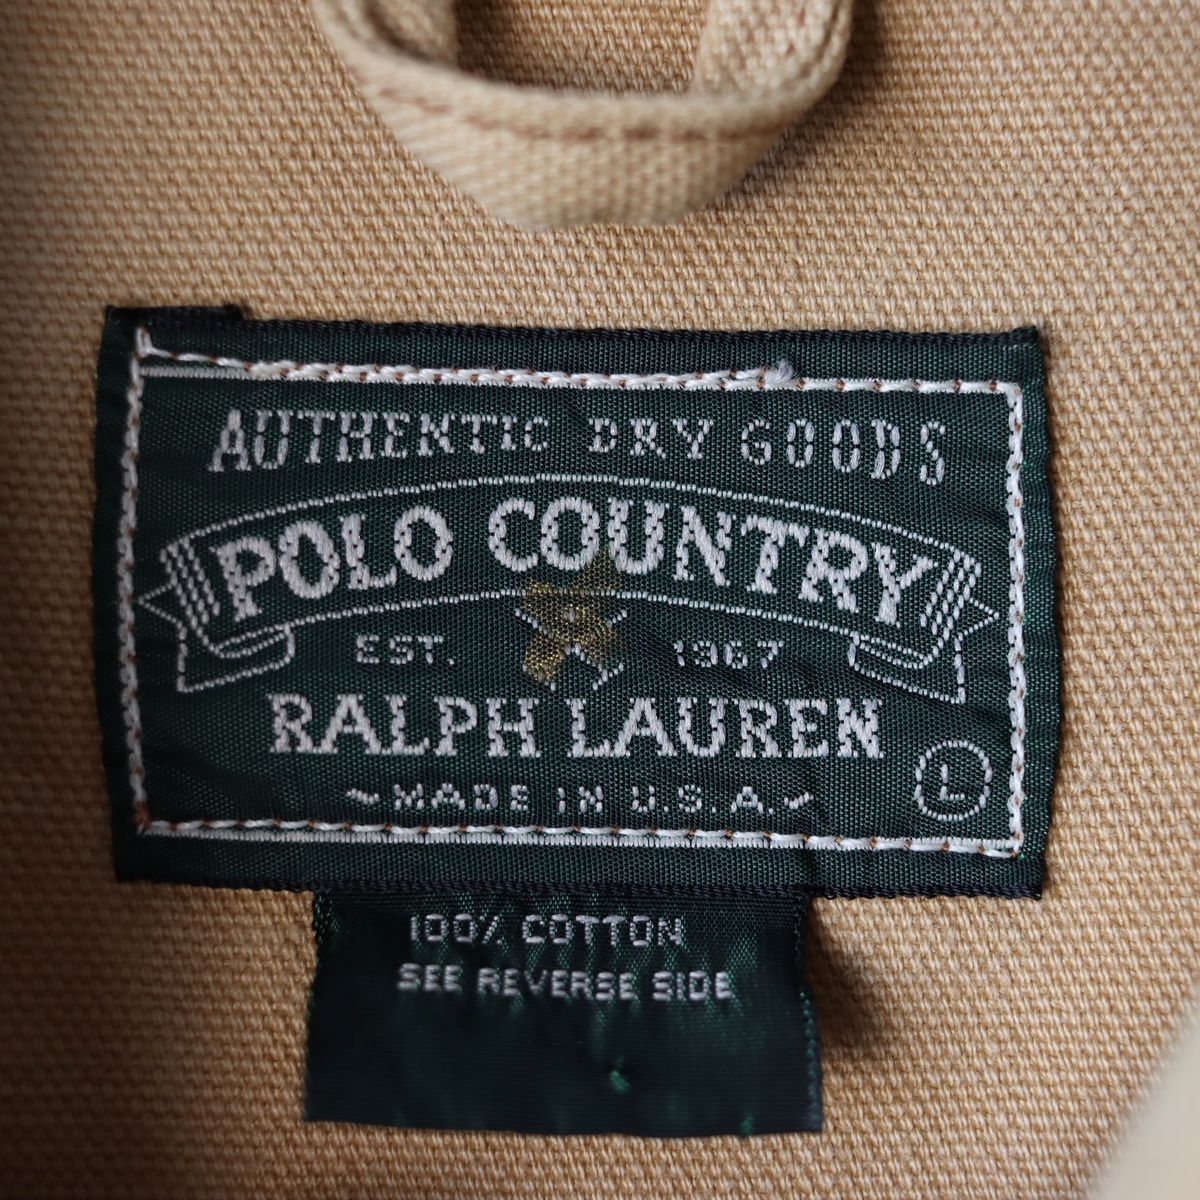 AUTHENTIC DRY GOODS
POLO COUNTRY
EST. 1967
RALPH LAUREN
MADE IN U.S.A.
L
100% COTTON
SEE REVERSE SIDE